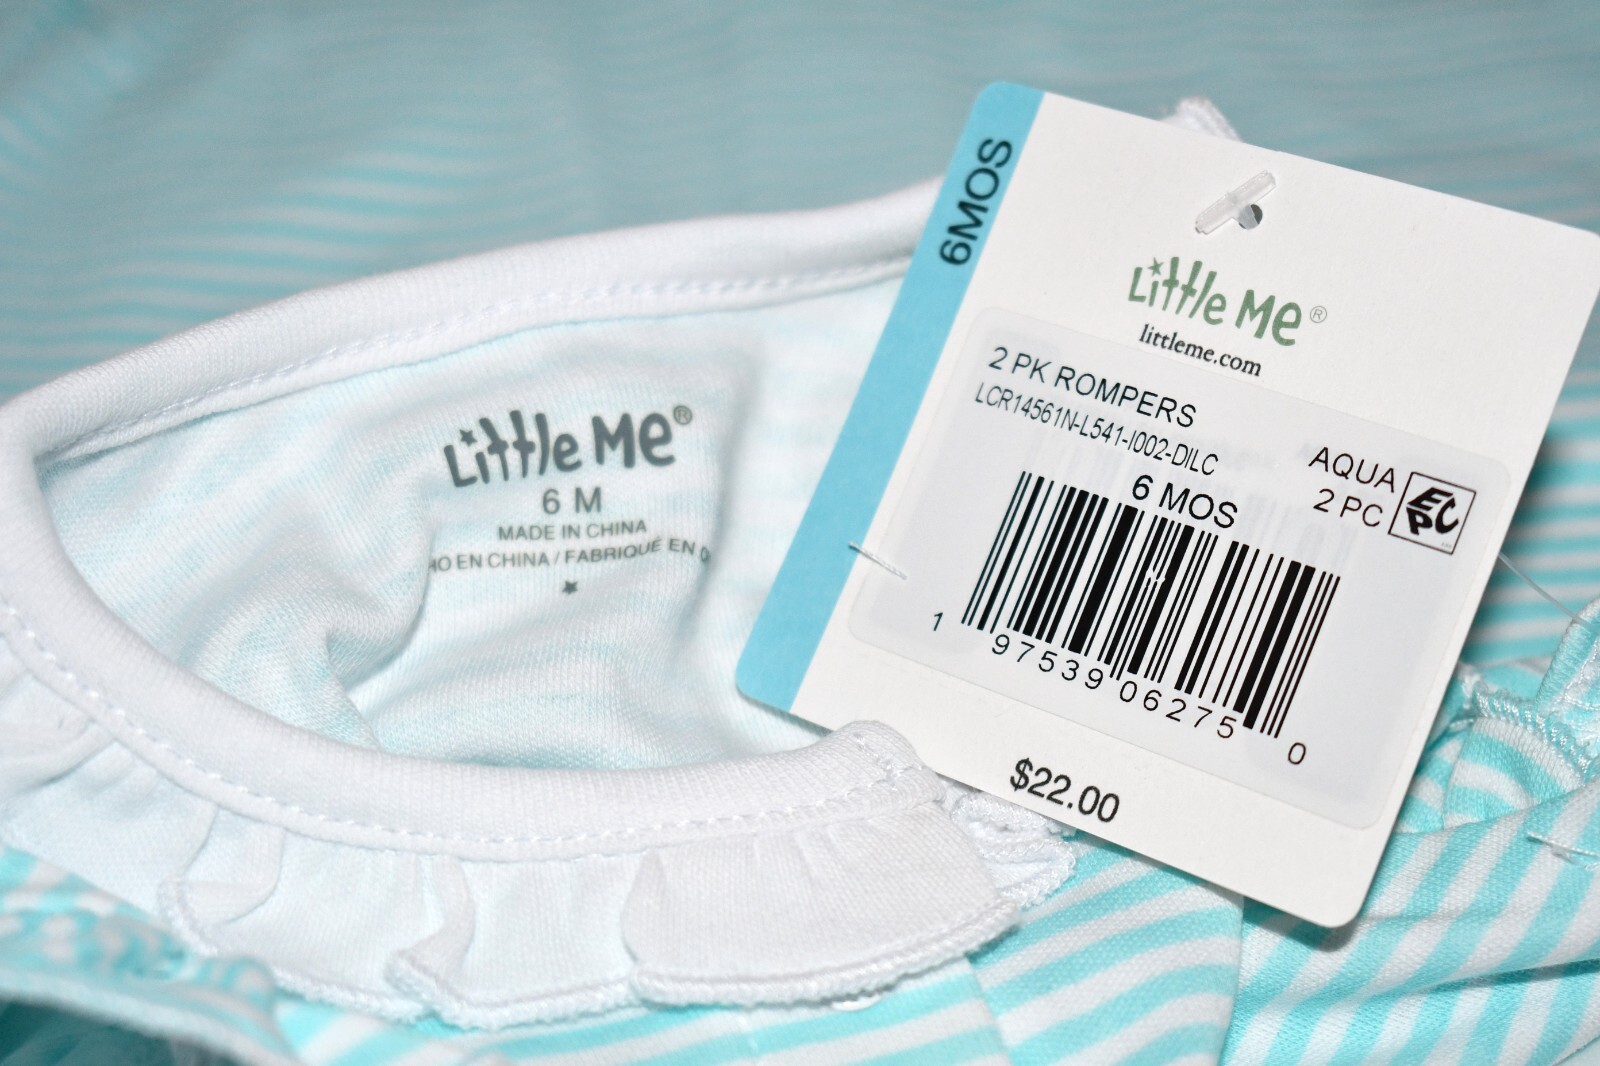 Little Me®
6 M
MADE IN CHINA
HO EN CHINA / FABRIQUÉ EN
6MOS
Little Me®
littleme.com
2 PK ROMPERS
LCR14561N-L541-I002-DILC
AQUA
6 MOS
2 PC
EPC
1 97539 06275 0
$22.00